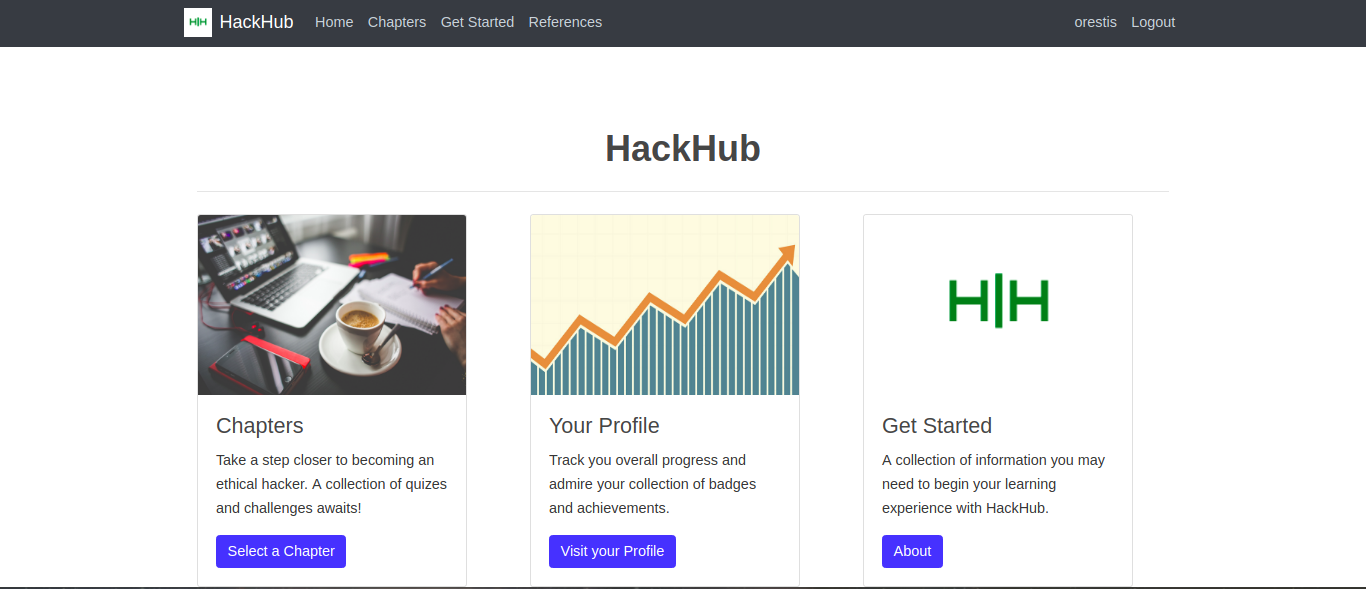 HH HackHub Home Chapters Get Started References orestis Logout
HackHub
HH
Chapters
Take a step closer to becoming an
ethical hacker. A collection of quizes
and challenges awaits!
Select a Chapter
Your Profile
Track you overall progress and
admire your collection of badges
and achievements.
Visit your Profile
Get Started
A collection of information you may
need to begin your learning
experience with HackHub.
About